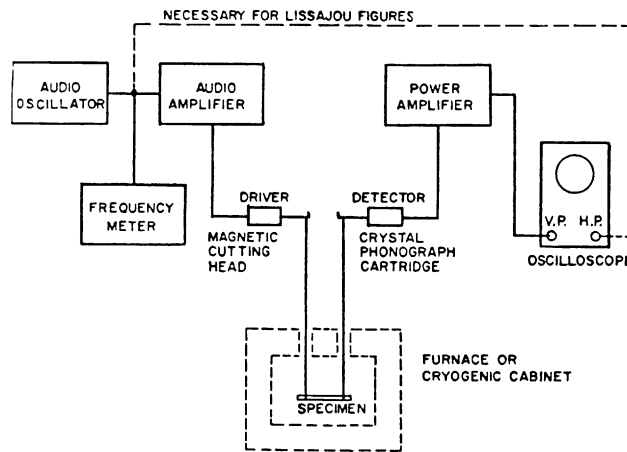 NECESSARY FOR LISSAJOU FIGURES
AUDIO
OSCILLATOR
AUDIO
AMPLIFIER
POWER
AMPLIFIER
FREQUENCY
METER
DRIVER
MAGNETIC
CUTTING
HEAD
DETECTOR
CRYSTAL
PHONOGRAPH
CARTRIDGE
V.P. H.P.
OSCILLOSCOPE
FURNACE OR
CRYOGENIC CABINET
SPECIMEN